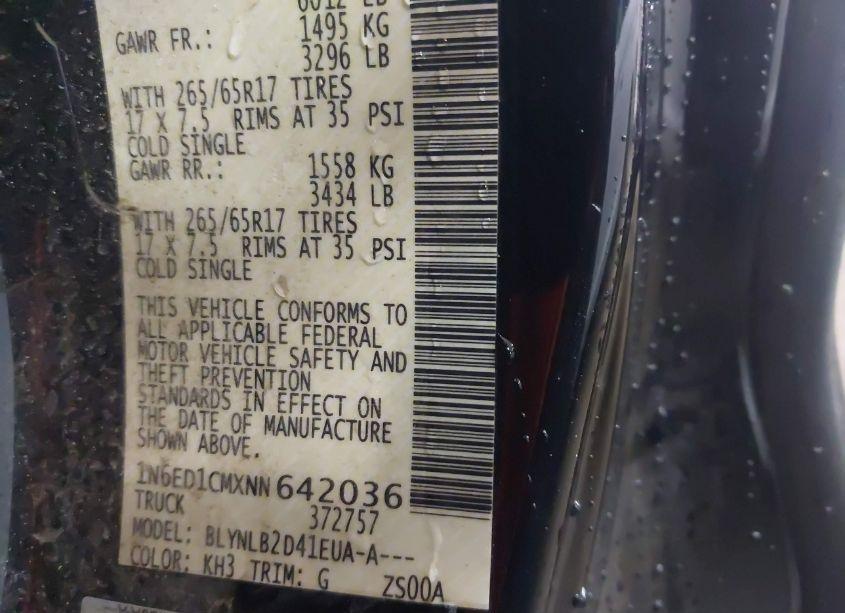 6012 LB
GAWR FR.: 1495 KG
3296 LB
WITH 265/65R17 TIRES
17 X 7.5 RIMS AT 35 PSI
COLD SINGLE
GAWR RR.: 1558 KG
3434 LB
WITH 265/65R17 TIRES
17 X 7.5 RIMS AT 35 PSI
COLD SINGLE
THIS VEHICLE CONFORMS TO
ALL APPLICABLE FEDERAL
MOTOR VEHICLE SAFETY AND
THEFT PREVENTION
STANDARDS IN EFFECT ON
THE DATE OF MANUFACTURE
SHOWN ABOVE.
1N6ED1CMXNN642036
TRUCK 372757
MODEL: BLYNLB2D41EUA-A---
COLOR: KH3 TRIM: G ZS00A